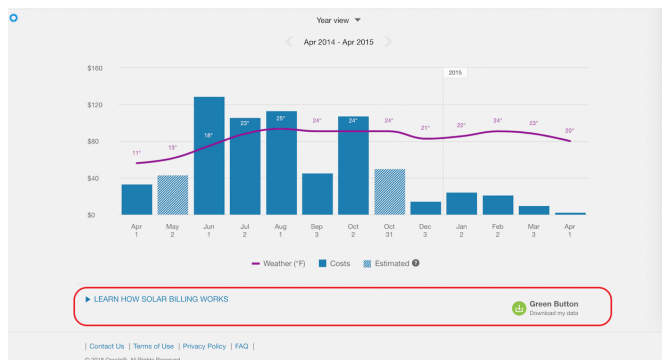 Year view
Apr 2014 - Apr 2015
$160
2015
$120
25°
24°
24°
24°
24°
23°
23°
22°
21°
20°
18°
$80
13°
11°
$40
$0
Apr May Jun Jul Aug Sep Oct Oct Dec Jan Feb Mar Apr
1 2 1 2 1 3 2 31 3 2 2 3 1
Weather (°F) Costs Estimated ?
LEARN HOW SOLAR BILLING WORKS
Green Button
Download my data
| Contact Us | Terms of Use | Privacy Policy | FAQ |